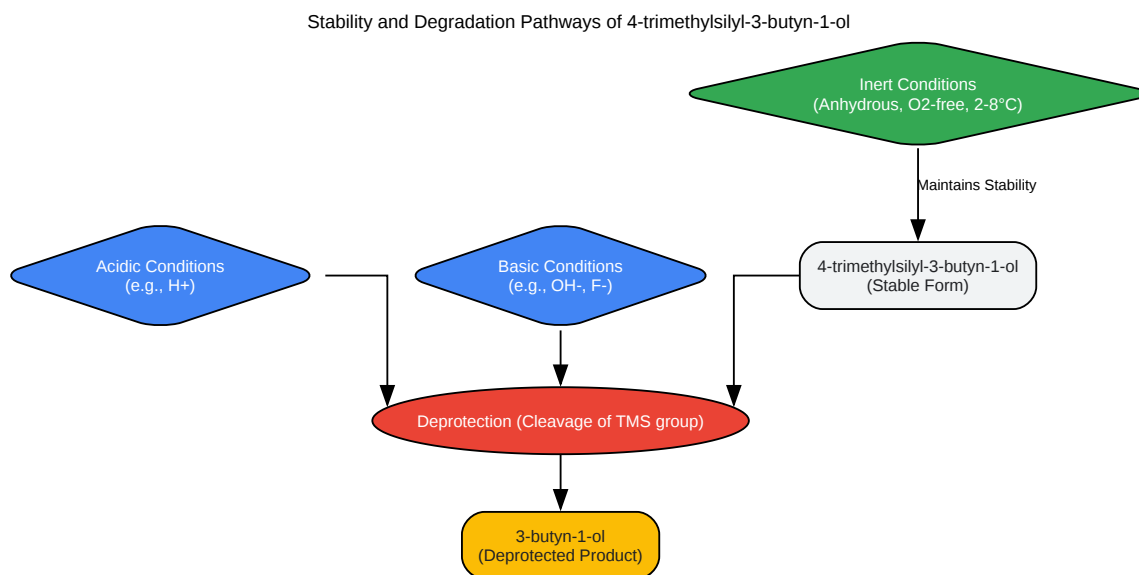 Stability and Degradation Pathways of 4-trimethylsilyl-3-butyn-1-ol
Inert Conditions
(Anhydrous, O2-free, 2-8°C)
Maintains Stability
Acidic Conditions
(e.g., H+)
Basic Conditions
(e.g., OH-, F-)
4-trimethylsilyl-3-butyn-1-ol
(Stable Form)
Deprotection (Cleavage of TMS group)
3-butyn-1-ol
(Deprotected Product)